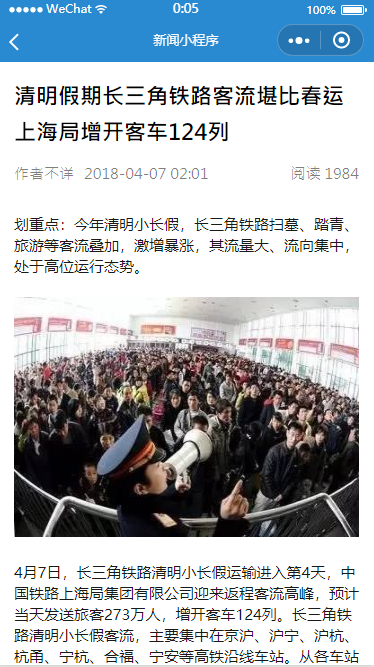 WeChat 0:05 100%
新闻小程序
清明假期长三角铁路客流堪比春运
上海局增开客车124列
作者不详 2018-04-07 02:01 阅读 1984
划重点：今年清明小长假，长三角铁路扫墓、踏青、
旅游等客流叠加，激增暴涨，其流量大、流向集中，
处于高位运行态势。
4月7日，长三角铁路清明小长假运输进入第4天，中
国铁路上海局集团有限公司迎来返程客流高峰，预计
当天发送旅客273万人，增开客车124列。长三角铁
路清明小长假客流，主要集中在京沪、沪宁、沪杭、
杭甬、宁杭、合福、宁安等高铁沿线车站。从各车站